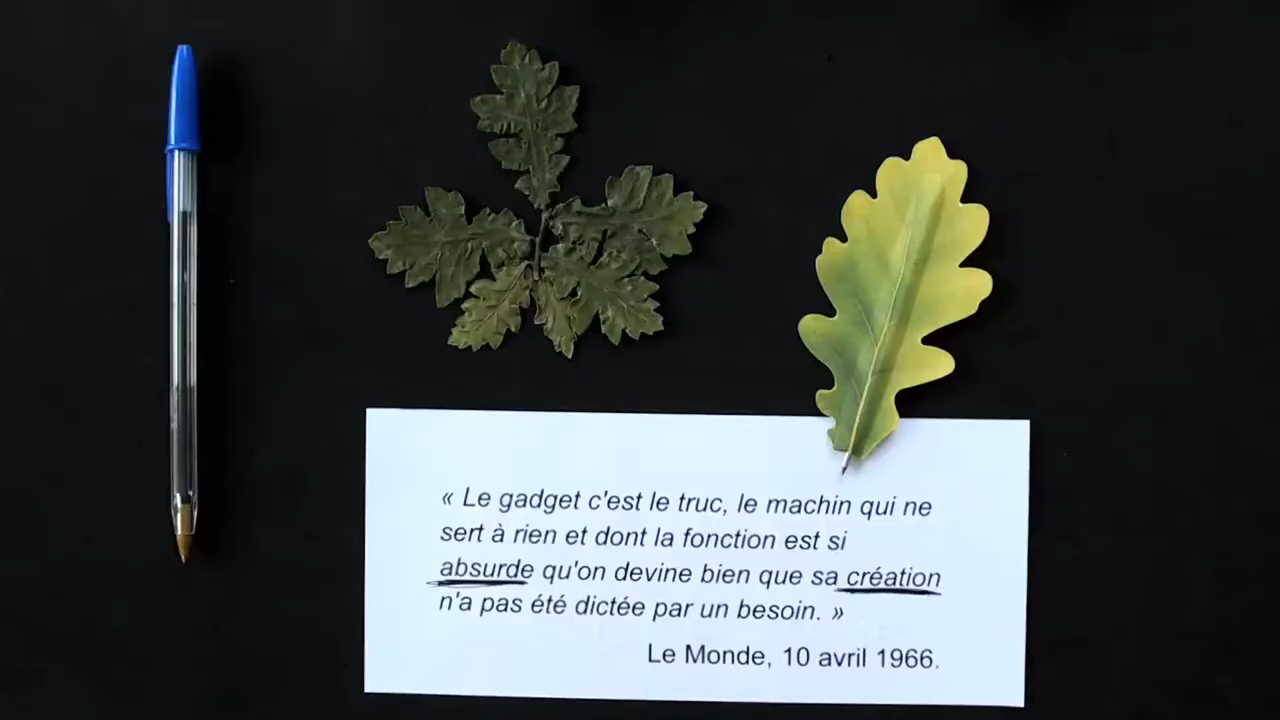 « Le gadget c'est le truc, le machin qui ne
sert à rien et dont la fonction est si
absurde qu'on devine bien que sa création
n'a pas été dictée par un besoin. »
Le Monde, 10 avril 1966.